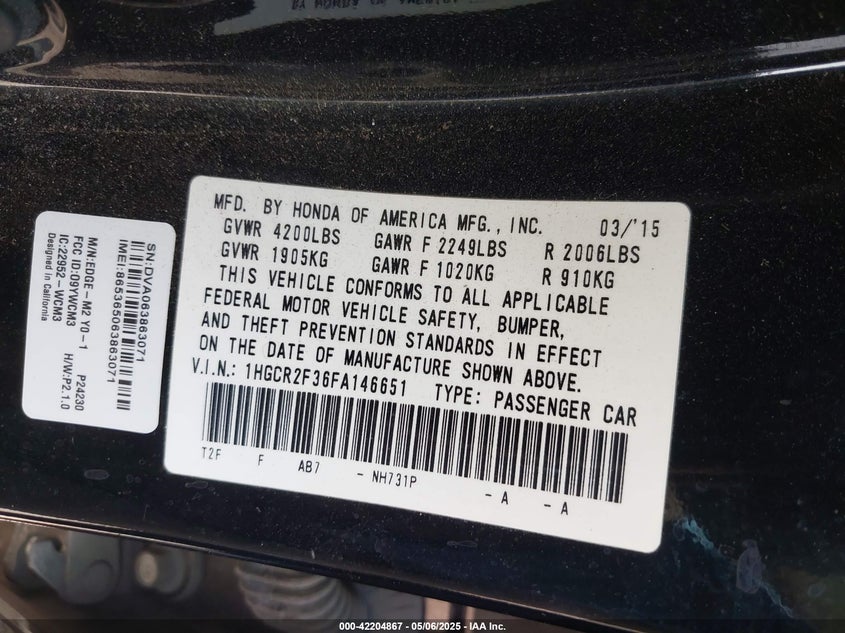 MFD. BY HONDA OF AMERICA MFG., INC. 03/'15
GVWR 4200LBS GAWR F 2249LBS R 2006LBS
GVWR 1905KG GAWR F 1020KG R 910KG
THIS VEHICLE CONFORMS TO ALL APPLICABLE
FEDERAL MOTOR VEHICLE SAFETY, BUMPER,
AND THEFT PREVENTION STANDARDS IN EFFECT
ON THE DATE OF MANUFACTURE SHOWN ABOVE.
V.I.N.: 1HGCR2F36FA146651 TYPE: PASSENGER CAR
T2F F AB7 - NH731P - A - A
SN:DVA063863071
IMEI:865365063863071
M/N:EDGE-M2 Y0-1 P24230
FCC ID:O9YWCM3 H/W:P2.1.0
IC:22952-WCM3
Designed in California
000-42204867 / 05/06/2025 / IAA Inc.